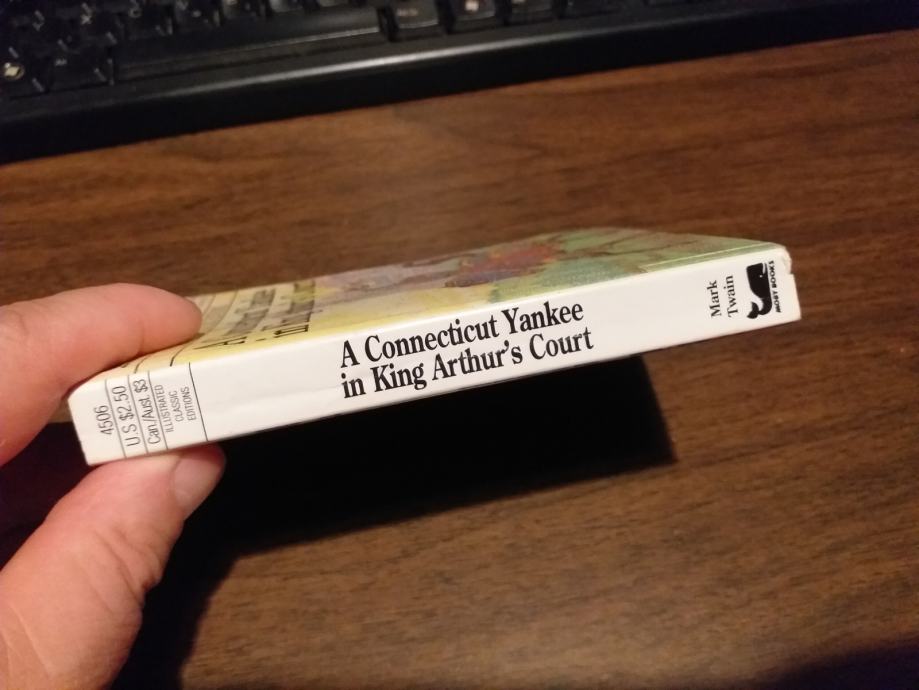 4506
U.S $2.50
Can./Aust. $3
ILLUSTRATED
CLASSIC
EDITIONS
A Connecticut Yankee
in King Arthur's Court
Mark
Twain
MOBY BOOKS